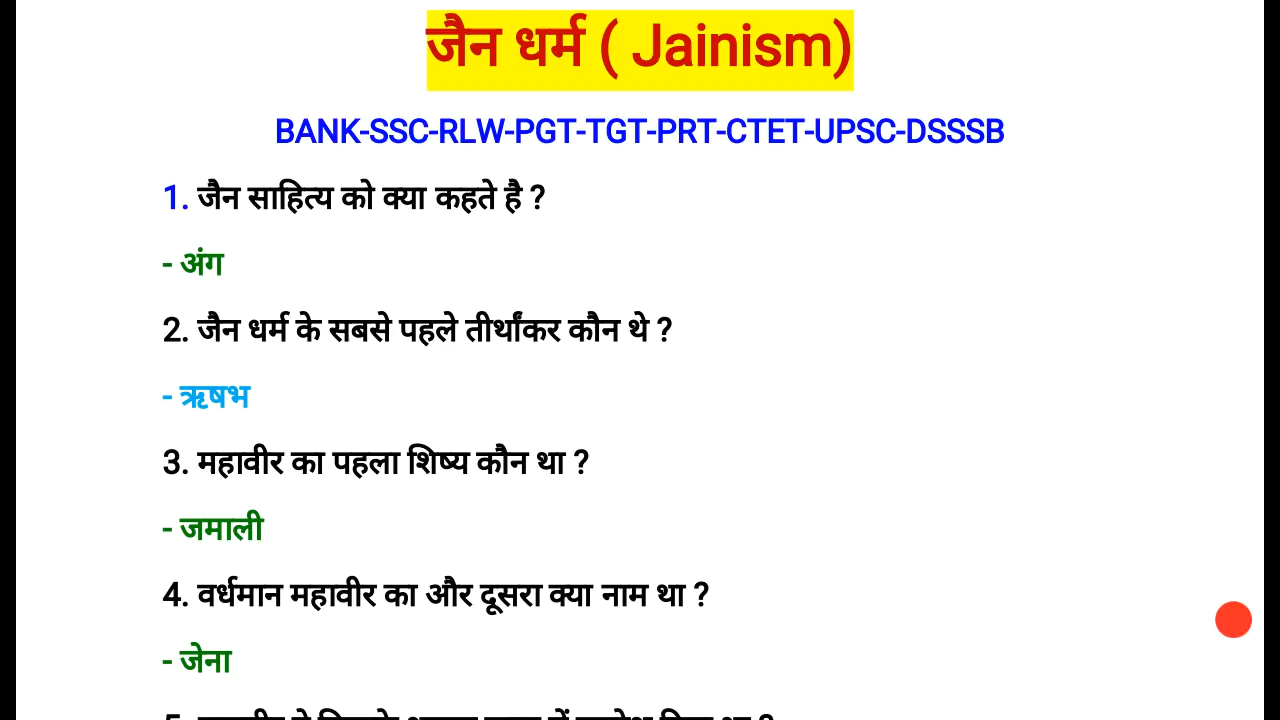 जैन धर्म ( Jainism)
BANK-SSC-RLW-PGT-TGT-PRT-CTET-UPSC-DSSSB
1. जैन साहित्य को क्या कहते है ?
- अंग
2. जैन धर्म के सबसे पहले तीर्थांकर कौन थे ?
- ऋषभ
3. महावीर का पहला शिष्य कौन था ?
- जमाली
4. वर्धमान महावीर का और दूसरा क्या नाम था ?
- जेना